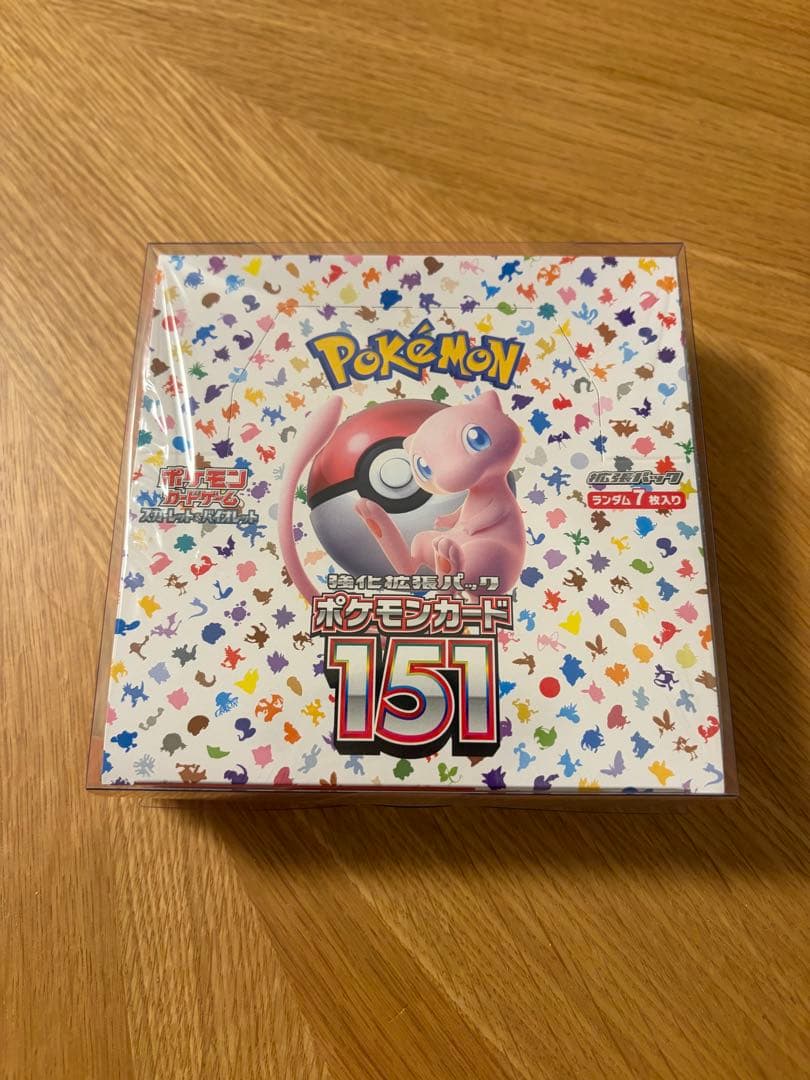 POKéMON
ポケモン
カードゲーム
スカーレット&バイオレット
拡張パック
ランダム7枚入り
強化拡張パック
ポケモンカード
151